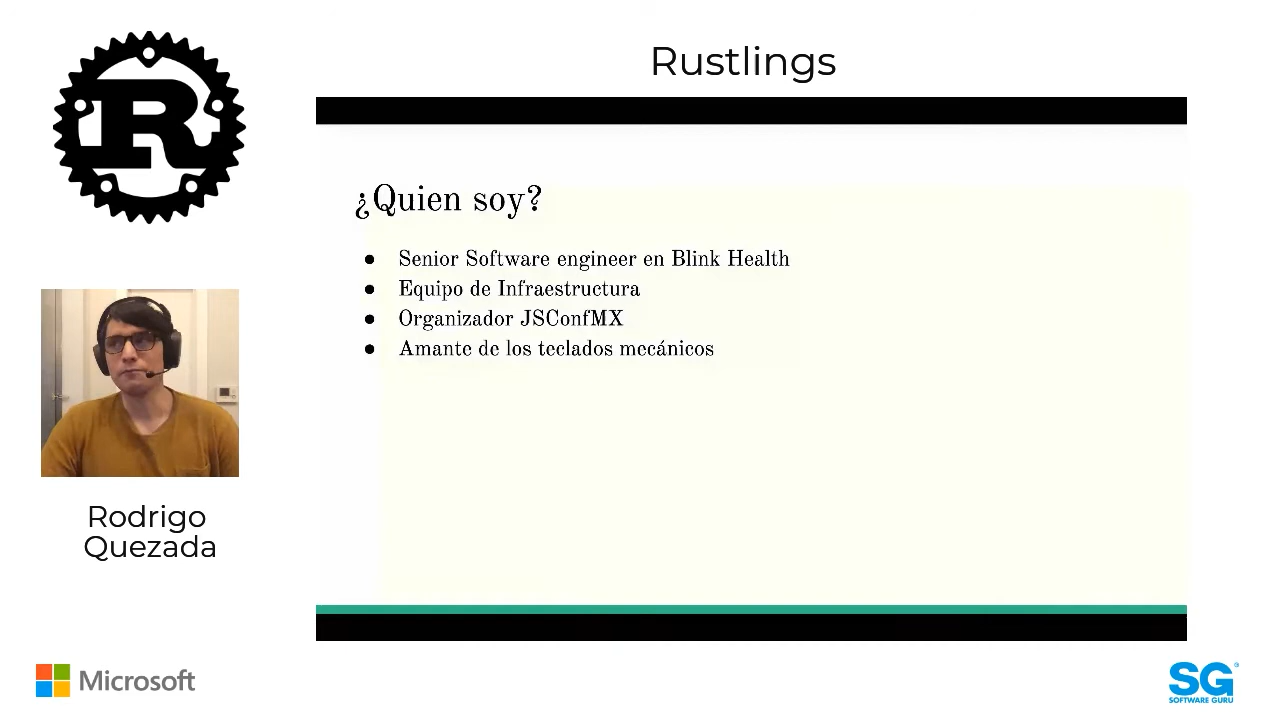 Rustlings
R
¿Quien soy?
● Senior Software engineer en Blink Health
● Equipo de Infraestructura
● Organizador JSConfMX
● Amante de los teclados mecánicos
Rodrigo
Quezada
Microsoft
SG
SOFTWARE GURU